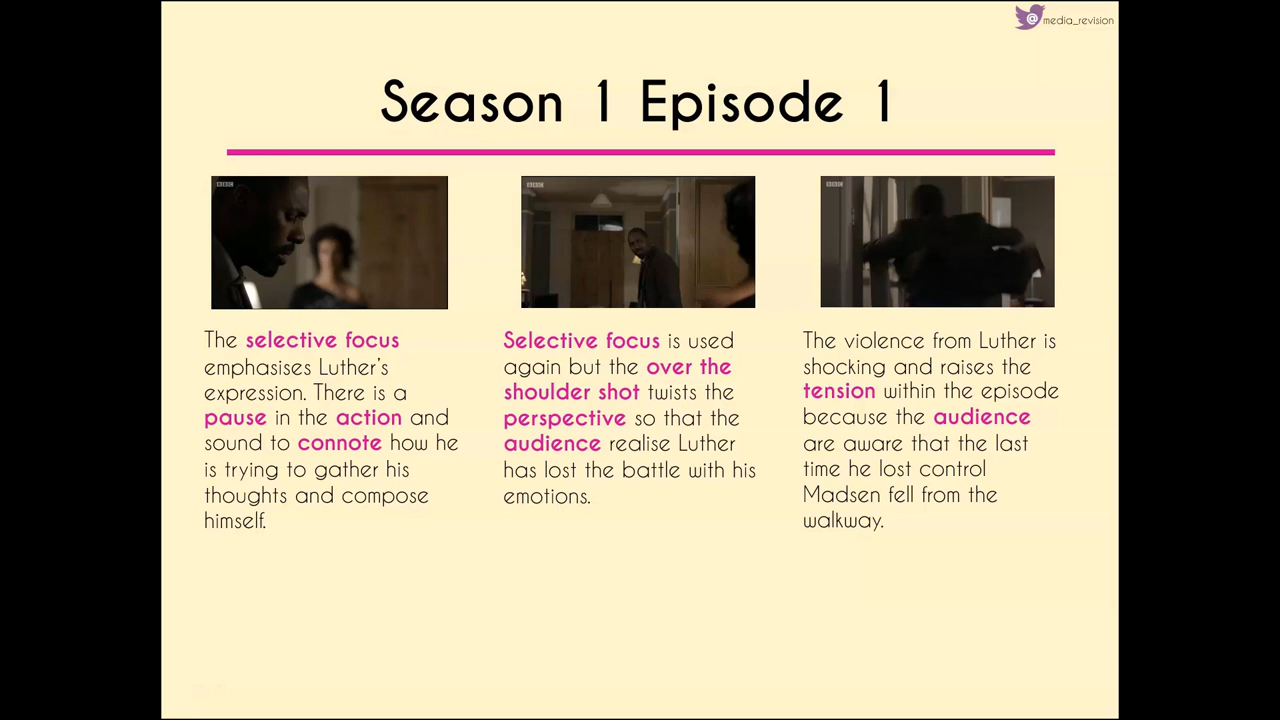 @media_revision
Season 1 Episode 1
BBC
BBC
BBC
The selective focus
emphasises Luther's
expression. There is a
pause in the action and
sound to connote how he
is trying to gather his
thoughts and compose
himself.
Selective focus is used
again but the over the
shoulder shot twists the
perspective so that the
audience realise Luther
has lost the battle with his
emotions.
The violence from Luther is
shocking and raises the
tension within the episode
because the audience
are aware that the last
time he lost control
Madsen fell from the
walkway.